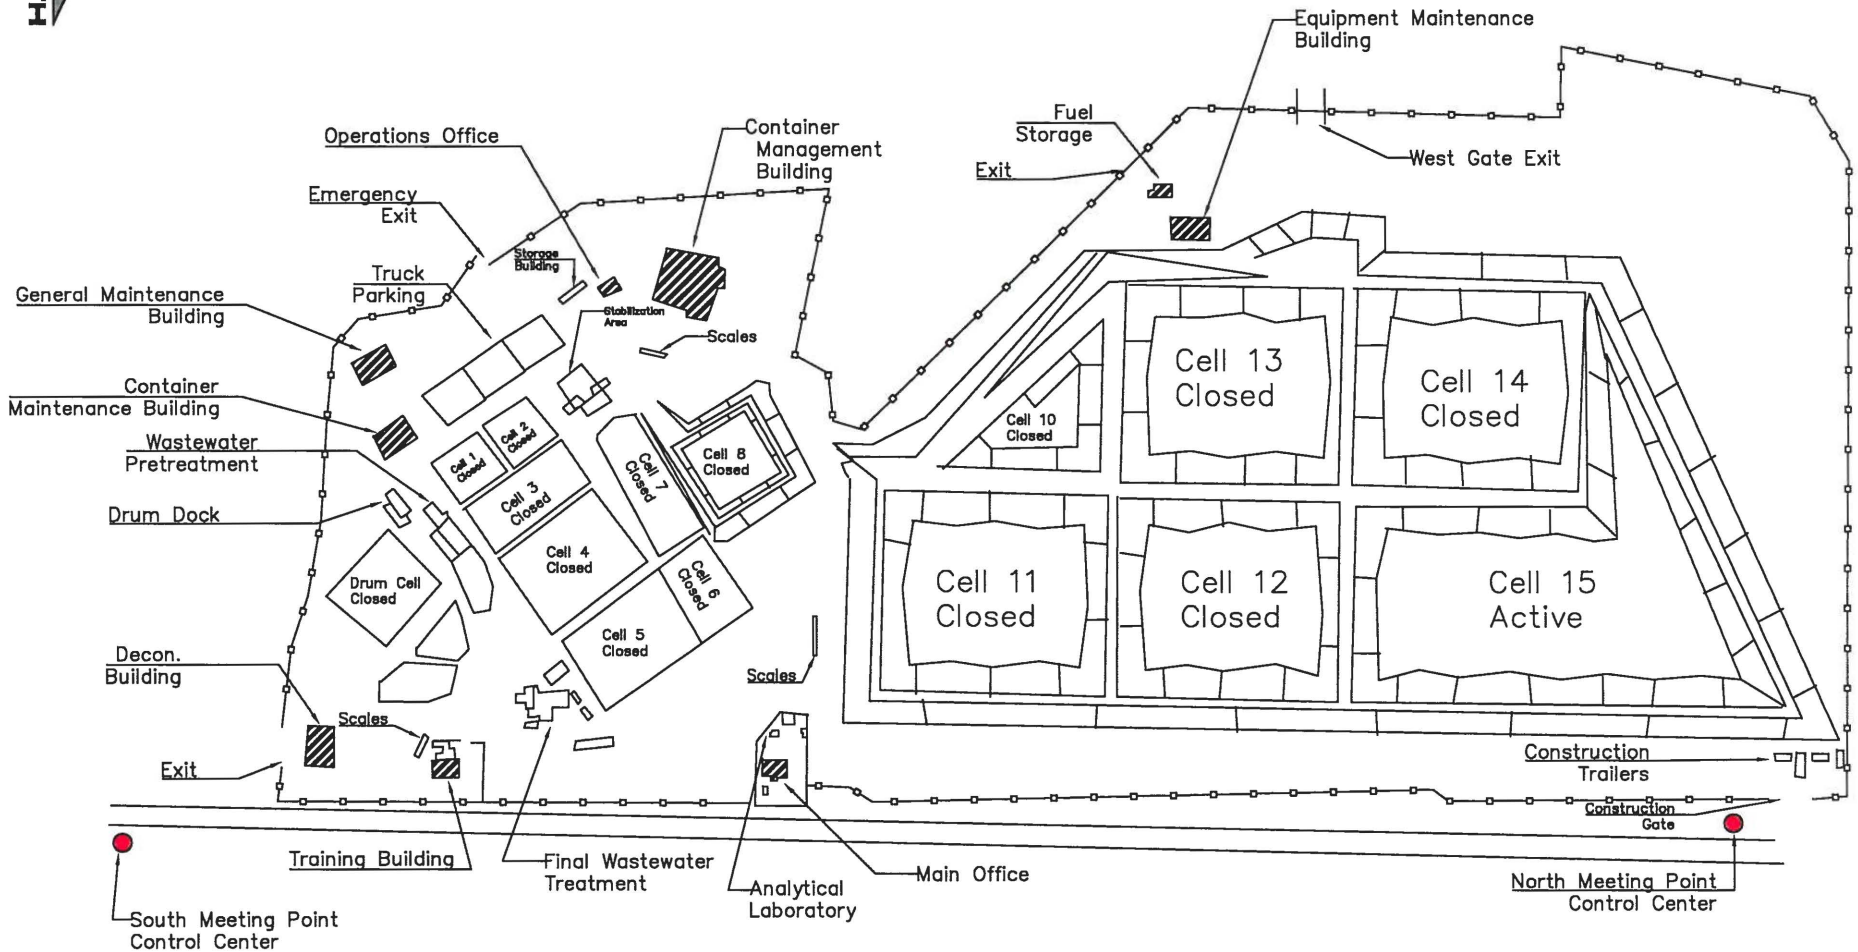 Equipment Maintenance
Building
Fuel
Storage
West Gate Exit
Exit
Container
Management
Building
Operations Office
Emergency
Exit
Storage
Building
Truck
Parking
General Maintenance
Building
Stabilization
Area
Scales
Container
Maintenance Building
Wastewater
Pretreatment
Drum Dock
Cell 1
Closed
Cell 2
Closed
Cell 3
Closed
Cell 4
Closed
Cell 5
Closed
Cell 6
Closed
Cell 7
Closed
Cell 8
Closed
Drum Cell
Closed
Cell 10
Closed
Cell 13
Closed
Cell 14
Closed
Cell 11
Closed
Cell 12
Closed
Cell 15
Active
Decon.
Building
Scales
Scales
Exit
Construction
Trailers
Construction
Gate
Training Building
Final Wastewater
Treatment
Analytical
Laboratory
Main Office
North Meeting Point
Control Center
South Meeting Point
Control Center